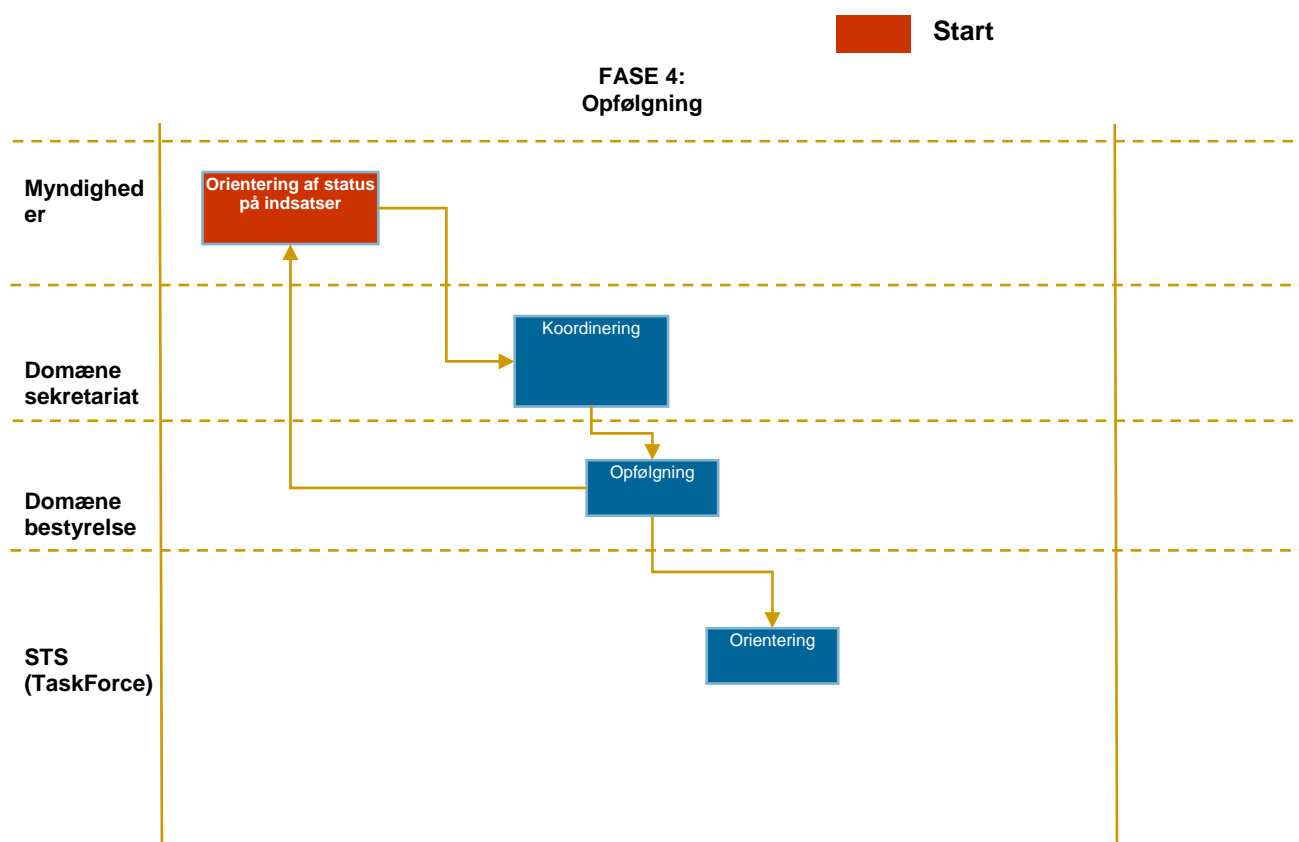 Start
FASE 4:
Opfølgning
Myndighed
er
Orientering af status
på indsatser
Koordinering
Domæne
sekretariat
Opfølgning
Domæne
bestyrelse
Orientering
STS
(TaskForce)